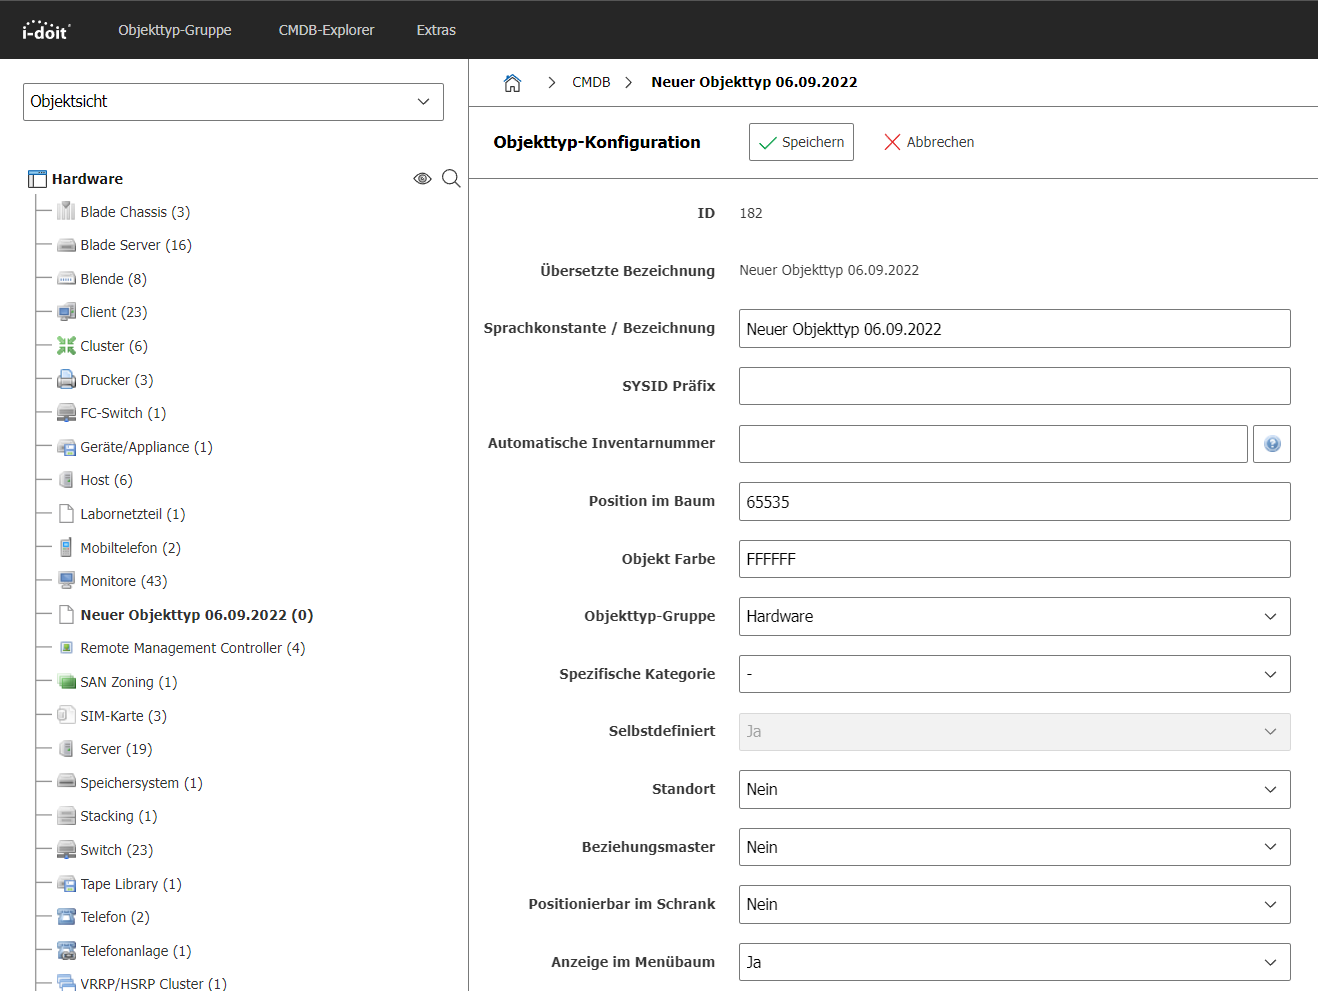 i-doit Objekttyp-Gruppe CMDB-Explorer Extras
Objektsicht
Hardware
Blade Chassis (3)
Blade Server (16)
Blende (8)
Client (23)
Cluster (6)
Drucker (3)
FC-Switch (1)
Geräte/Appliance (1)
Host (6)
Labornetzteil (1)
Mobiltelefon (2)
Monitore (43)
Neuer Objekttyp 06.09.2022 (0)
Remote Management Controller (4)
SAN Zoning (1)
SIM-Karte (3)
Server (19)
Speichersystem (1)
Stacking (1)
Switch (23)
Tape Library (1)
Telefon (2)
Telefonanlage (1)
VRRP/HSRP Cluster (1)
CMDB Neuer Objekttyp 06.09.2022
Objekttyp-Konfiguration Speichern Abbrechen
ID 182
Übersetzte Bezeichnung Neuer Objekttyp 06.09.2022
Sprachkonstante / Bezeichnung Neuer Objekttyp 06.09.2022
SYSID Präfix
Automatische Inventarnummer
Position im Baum 65535
Objekt Farbe FFFFFF
Objekttyp-Gruppe Hardware
Spezifische Kategorie -
Selbstdefiniert Ja
Standort Nein
Beziehungsmaster Nein
Positionierbar im Schrank Nein
Anzeige im Menübaum Ja